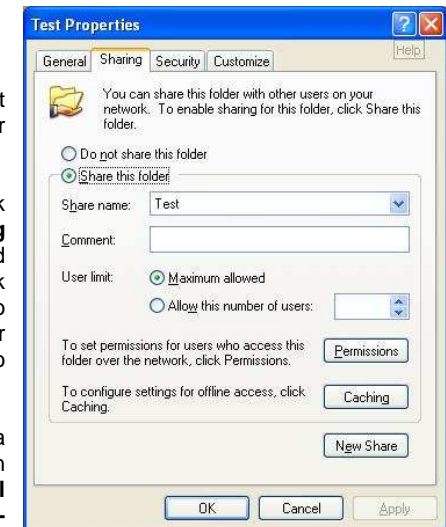 Test Properties
Help
General Sharing Security Customize
You can share this folder with other users on your
network. To enable sharing for this folder, click Share this
folder.
Do not share this folder
Share this folder
Share name: Test
Comment:
User limit: Maximum allowed
Allow this number of users:
To set permissions for users who access this
folder over the network, click Permissions.
Permissions
To configure settings for offline access, click
Caching.
Caching
New Share
OK Cancel Apply